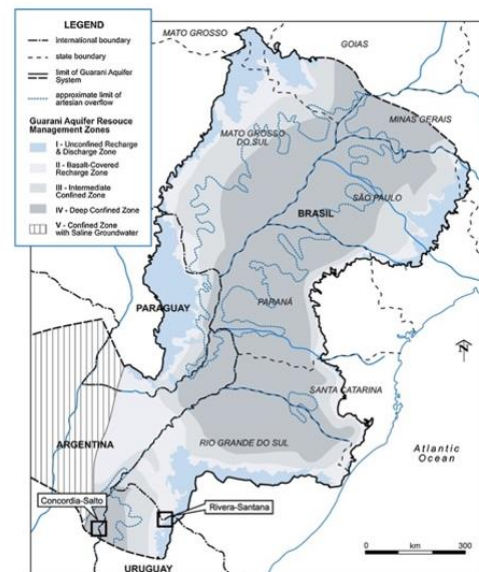 LEGEND
international boundary
state boundary
limit of Guarani Aquifer
System
approximate limit of
artesian overflow
Guarani Aquifer Resouce
Management Zones
I - Unconfined Recharge
& Discharge Zone
II - Basalt-Covered
Recharge Zone
III - Intermediate
Confined Zone
IV - Deep Confined Zone
V - Confined Zone
with Saline Groundwater
MATO GROSSO
GOIAS
MINAS GERAIS
MATO GROSSO
DO SUL
SÃO PAULO
BRASIL
PARAGUAY
PARANÁ
N
SANTA CATARINA
ARGENTINA
RIO GRANDE DO SUL
Atlantic
Ocean
Concordia-Salto
Rivera-Santana
0 km 300
URUGUAY